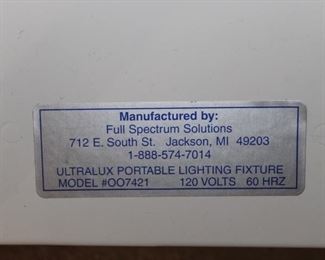 Manufactured by:
Full Spectrum Solutions
712 E. South St. Jackson, MI 49203
1-888-574-7014
ULTRALUX PORTABLE LIGHTING FIXTURE
MODEL #OO7421 120 VOLTS 60 HRZ